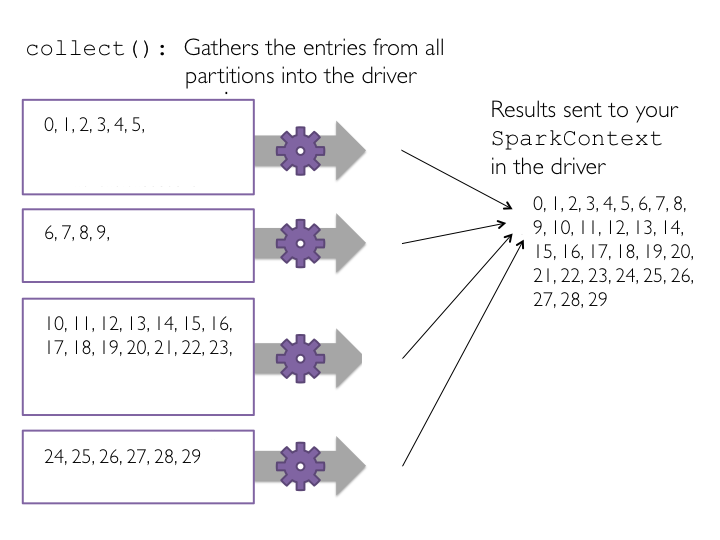 collect(): Gathers the entries from all
partitions into the driver
0, 1, 2, 3, 4, 5,
6, 7, 8, 9,
10, 11, 12, 13, 14, 15, 16,
17, 18, 19, 20, 21, 22, 23,
24, 25, 26, 27, 28, 29
Results sent to your
SparkContext
in the driver
0, 1, 2, 3, 4, 5, 6, 7, 8,
9, 10, 11, 12, 13, 14,
15, 16, 17, 18, 19, 20,
21, 22, 23, 24, 25, 26,
27, 28, 29